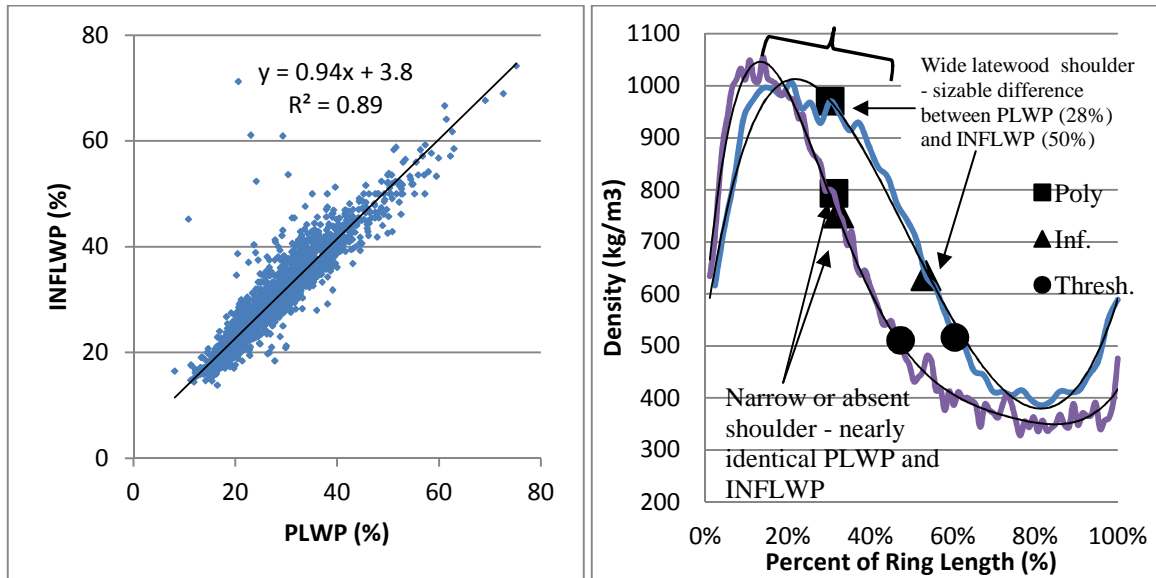 80
60
40
20
0
INFLWP (%)
y = 0.94x + 3.8
R² = 0.89
0
20
40
60
80
PLWP (%)
1100
1000
900
800
700
600
500
400
300
200
Density (kg/m3)
Wide latewood shoulder
- sizable difference
between PLWP (28%)
and INFLWP (50%)
Poly
Inf.
Thresh.
Narrow or absent
shoulder - nearly
identical PLWP and
INFLWP
0%
20%
40%
60%
80%
100%
Percent of Ring Length (%)